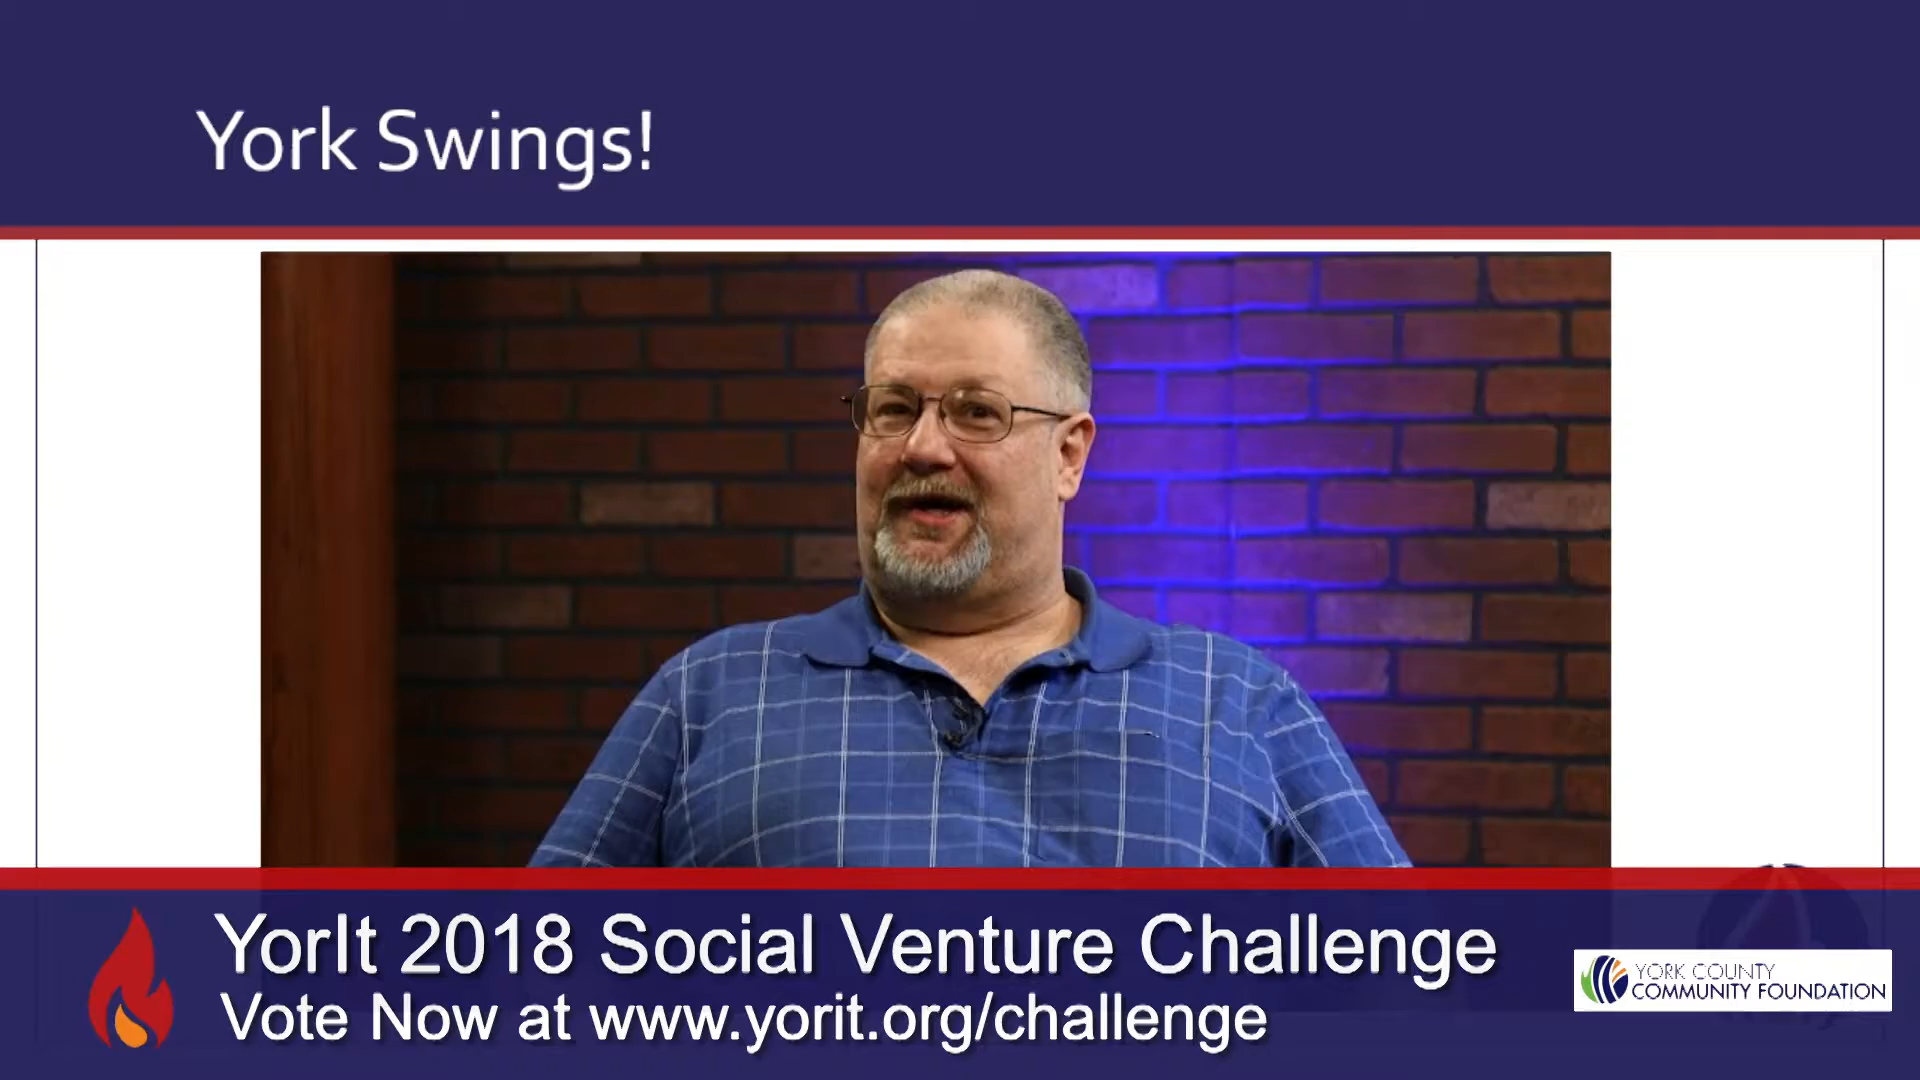 York Swings!
YorIt 2018 Social Venture Challenge
Vote Now at www.yorit.org/challenge
YORK COUNTY
COMMUNITY FOUNDATION